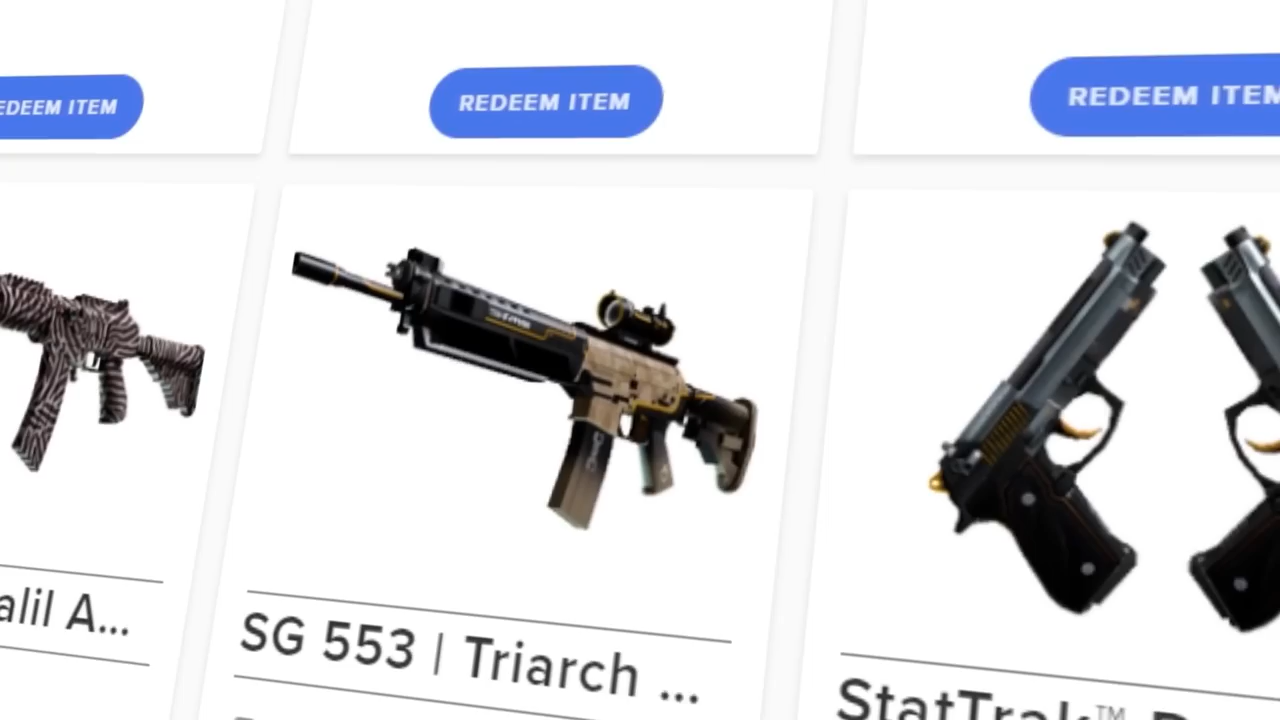 EDEEM ITEM
REDEEM ITEM
REDEEM ITEM
alil A...
SG 553 | Triarch ...
StatTrak™ D